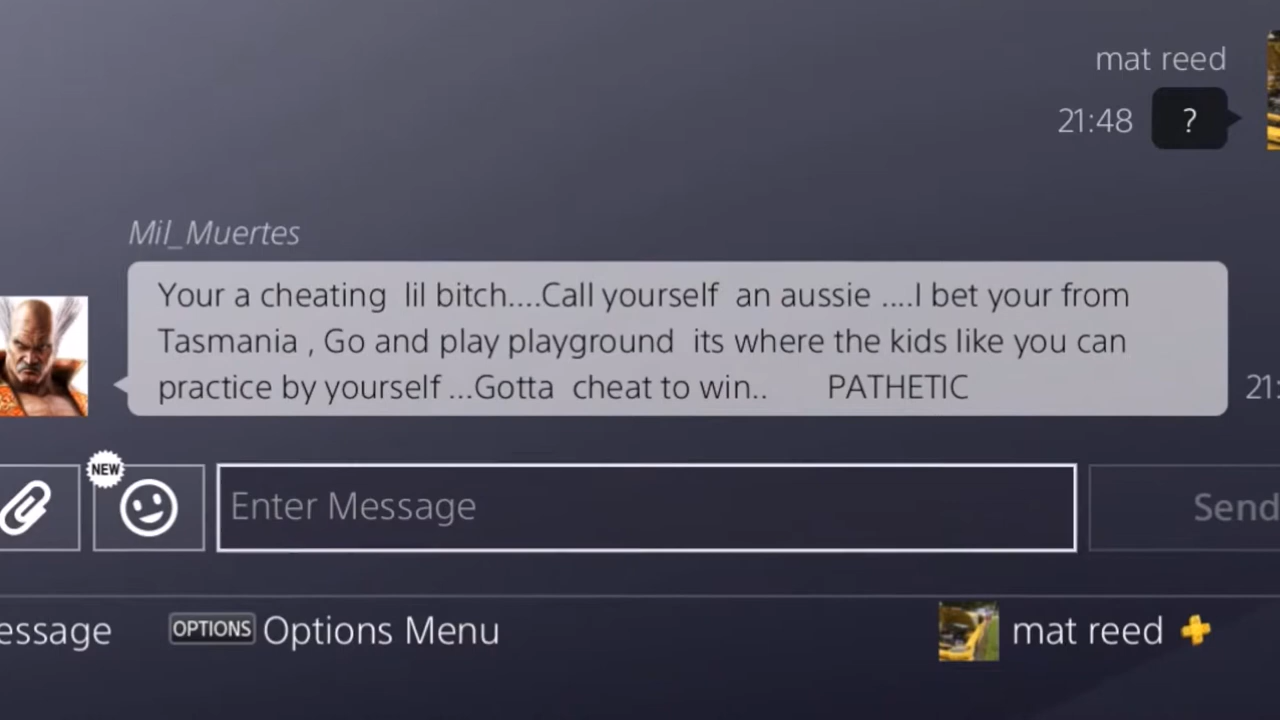 mat reed
21:48 ?
Mil_Muertes
Your a cheating lil bitch....Call yourself an aussie ....I bet your from
Tasmania , Go and play playground its where the kids like you can
practice by yourself ...Gotta cheat to win.. PATHETIC
21:
NEW
Enter Message
Send
essage OPTIONS Options Menu mat reed